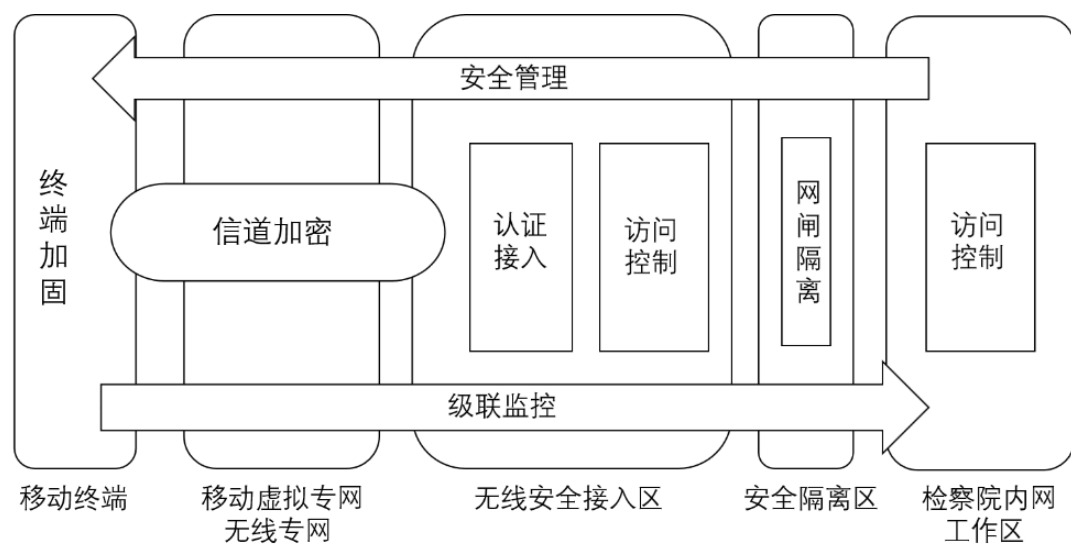 安全管理
终端加固
信道加密
认证
接入
访问
控制
网闸隔离
访问
控制
级联监控
移动终端
移动虚拟专网
无线专网
无线安全接入区
安全隔离区
检察院内网
工作区